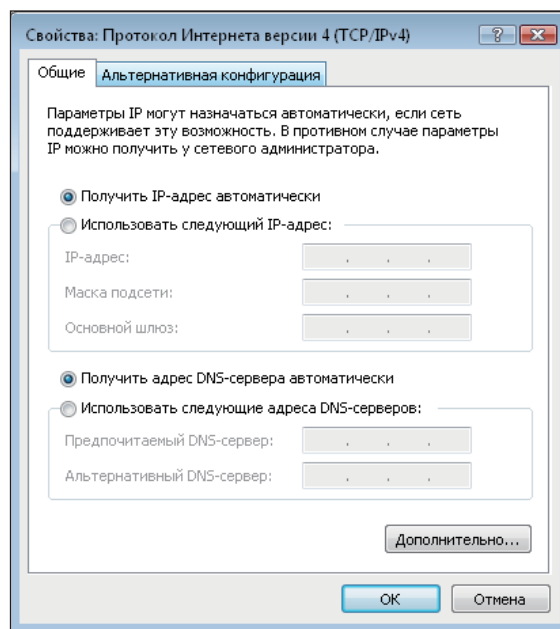 Свойства: Протокол Интернета версии 4 (TCP/IPv4)
Общие
Альтернативная конфигурация
Параметры IP могут назначаться автоматически, если сеть
поддерживает эту возможность. В противном случае параметры
IP можно получить у сетевого администратора.
Получить IP-адрес автоматически
Использовать следующий IP-адрес:
IP-адрес:
Маска подсети:
Основной шлюз:
Получить адрес DNS-сервера автоматически
Использовать следующие адреса DNS-серверов:
Предпочитаемый DNS-сервер:
Альтернативный DNS-сервер:
Дополнительно...
ОК
Отмена